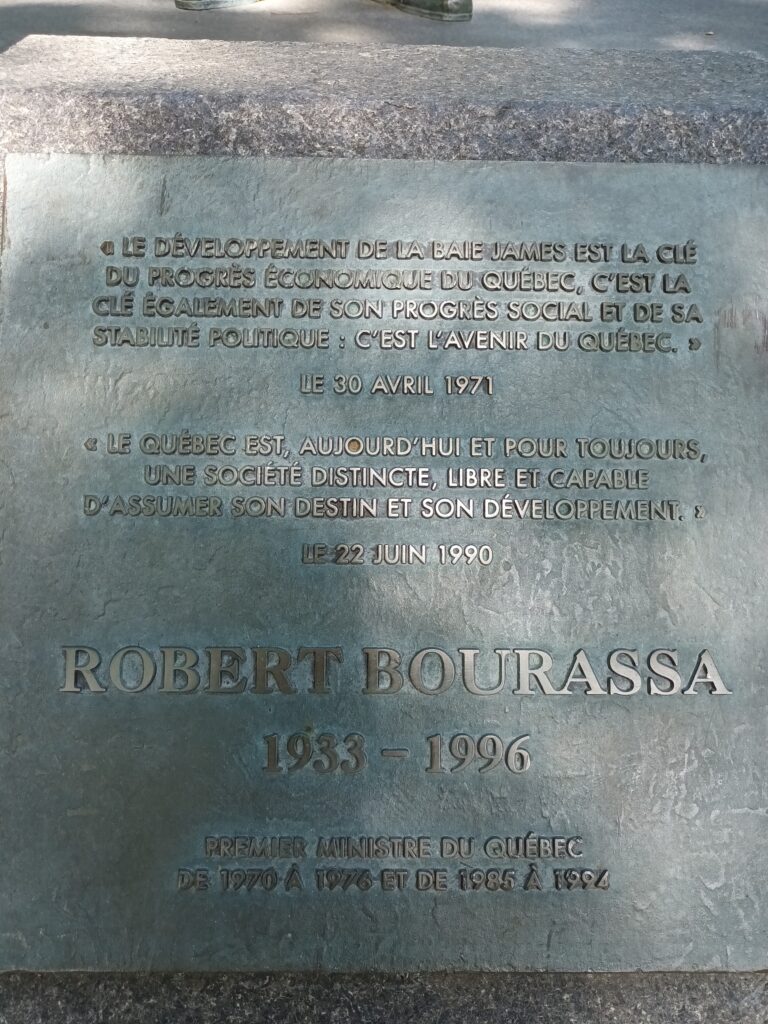 « LE DÉVELOPPEMENT DE LA BAIE JAMES EST LA CLÉ
DU PROGRÈS ÉCONOMIQUE DU QUÉBEC, C'EST LA
CLÉ ÉGALEMENT DE SON PROGRÈS SOCIAL ET DE SA
STABILITÉ POLITIQUE : C'EST L'AVENIR DU QUÉBEC. »
LE 30 AVRIL 1971
« LE QUÉBEC EST, AUJOURD'HUI ET POUR TOUJOURS,
UNE SOCIÉTÉ DISTINCTE, LIBRE ET CAPABLE
D'ASSUMER SON DESTIN ET SON DÉVELOPPEMENT. »
LE 22 JUIN 1990
ROBERT BOURASSA
1933 – 1996
PREMIER MINISTRE DU QUÉBEC
DE 1970 À 1976 ET DE 1985 À 1994